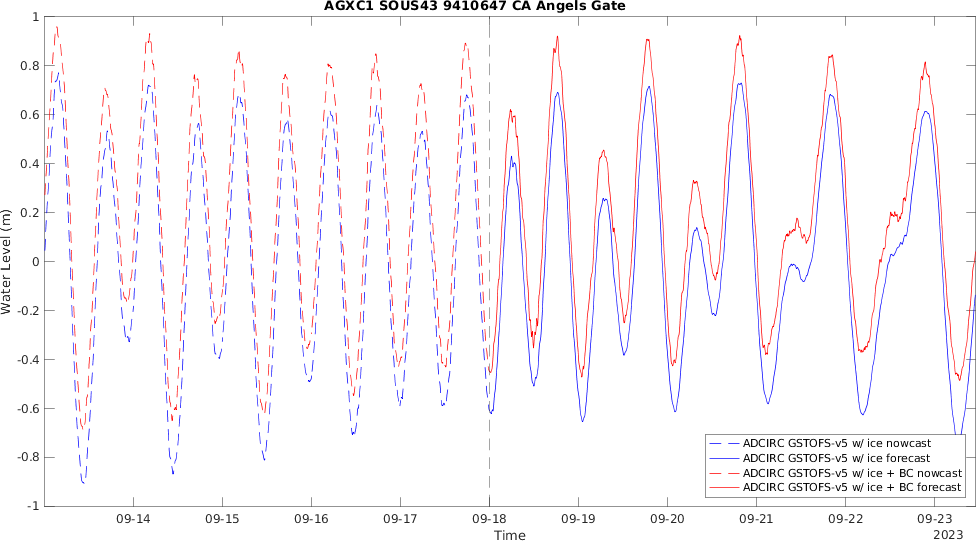 AGXC1 SOUS43 9410647 CA Angels Gate
Water Level (m)
1
0.8
0.6
0.4
0.2
0
-0.2
-0.4
-0.6
-0.8
-1
09-14 09-15 09-16 09-17 09-18 09-19 09-20 09-21 09-22 09-23
Time
2023
ADCIRC GSTOFS-v5 w/ ice nowcast
ADCIRC GSTOFS-v5 w/ ice forecast
ADCIRC GSTOFS-v5 w/ ice + BC nowcast
ADCIRC GSTOFS-v5 w/ ice + BC forecast